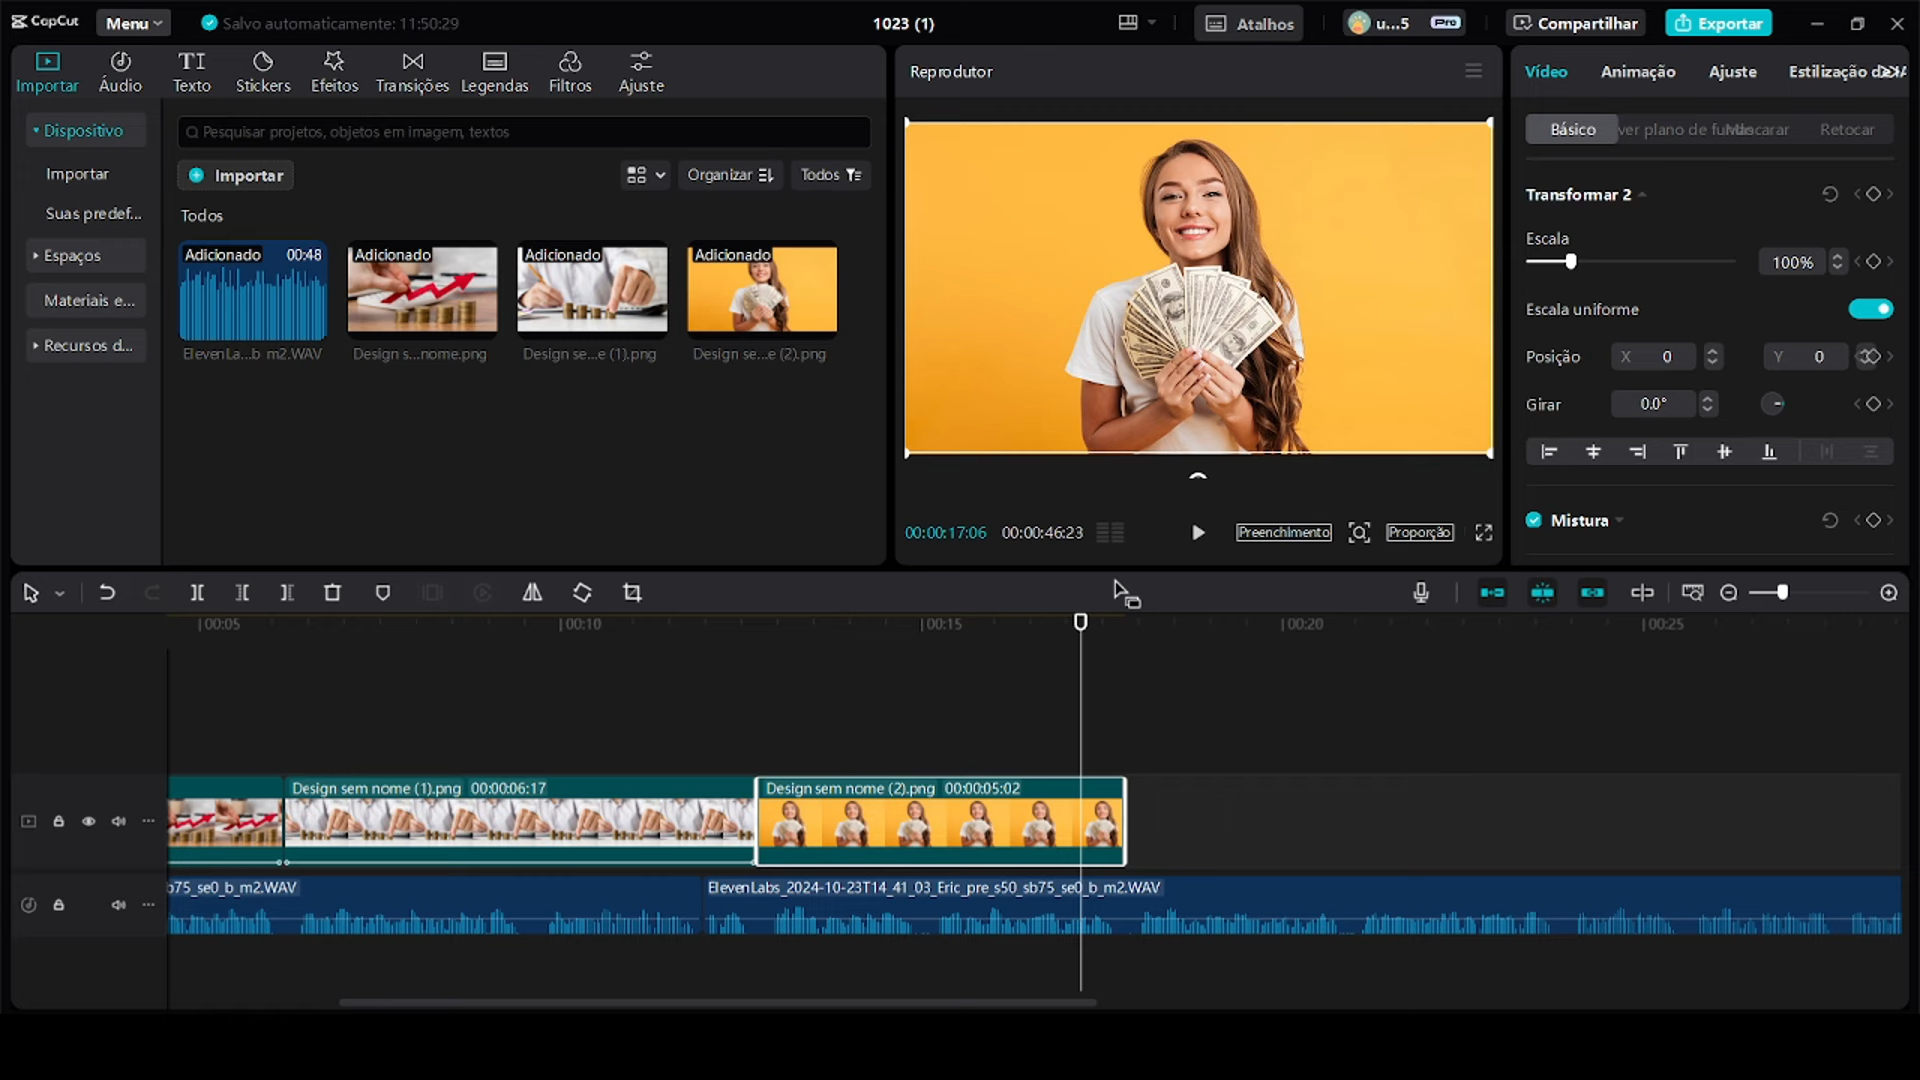 CapCut
Menu
Salvo automaticamente: 11:50:29
1023 (1)
Atalhos
u...5
Pro
Compartilhar
Exportar
Importar
Áudio
Texto
Stickers
Efeitos
Transições
Legendas
Filtros
Ajuste
Dispositivo
Importar
Suas predef...
Espaços
Materiais e...
Recursos d...
Pesquisar projetos, objetos em imagem, textos
Importar
Organizar
Todos
Todos
Adicionado 00:48
ElevenLa...b m2.WAV
Adicionado
Design s...nome.png
Adicionado
Design se...e (1).png
Adicionado
Design se...e (2).png
Reprodutor
00:00:17:06 00:00:46:23
Preenchimento
Proporção
Vídeo
Animação
Ajuste
Estilização de IA
Básico
ver plano de fundo
Mascarar
Retocar
Transformar 2
Escala
100%
Escala uniforme
Posição
X 0
Y 0
Girar
0.0°
Mistura
00:05
00:10
00:15
00:20
00:25
Design sem nome (1).png 00:00:06:17
Design sem nome (2).png 00:00:05:02
b75_se0_b_m2.WAV
ElevenLabs_2024-10-23T14_41_03_Eric_pre_s50_sb75_se0_b_m2.WAV